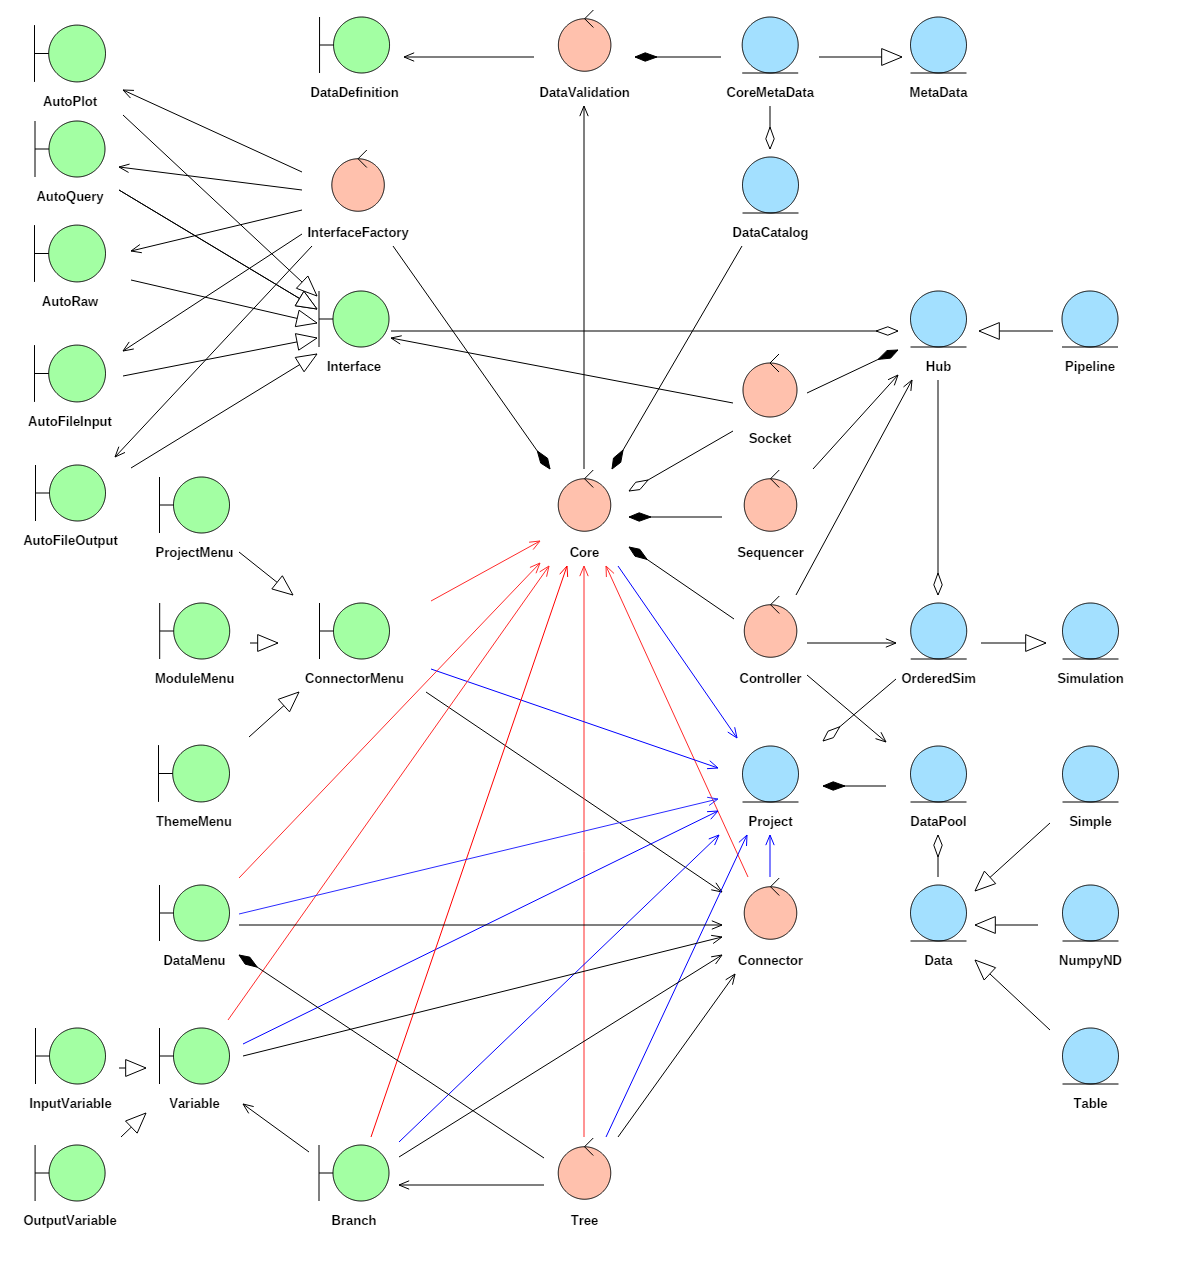 DataDefinition
DataValidation
CoreMetaData
MetaData
AutoPlot
AutoQuery
InterfaceFactory
DataCatalog
AutoRaw
Interface
Hub
Pipeline
AutoFileInput
Socket
AutoFileOutput
ProjectMenu
Core
Sequencer
ModuleMenu
ConnectorMenu
Controller
OrderedSim
Simulation
ThemeMenu
Project
DataPool
Simple
DataMenu
Connector
Data
NumpyND
InputVariable
Variable
Table
OutputVariable
Branch
Tree